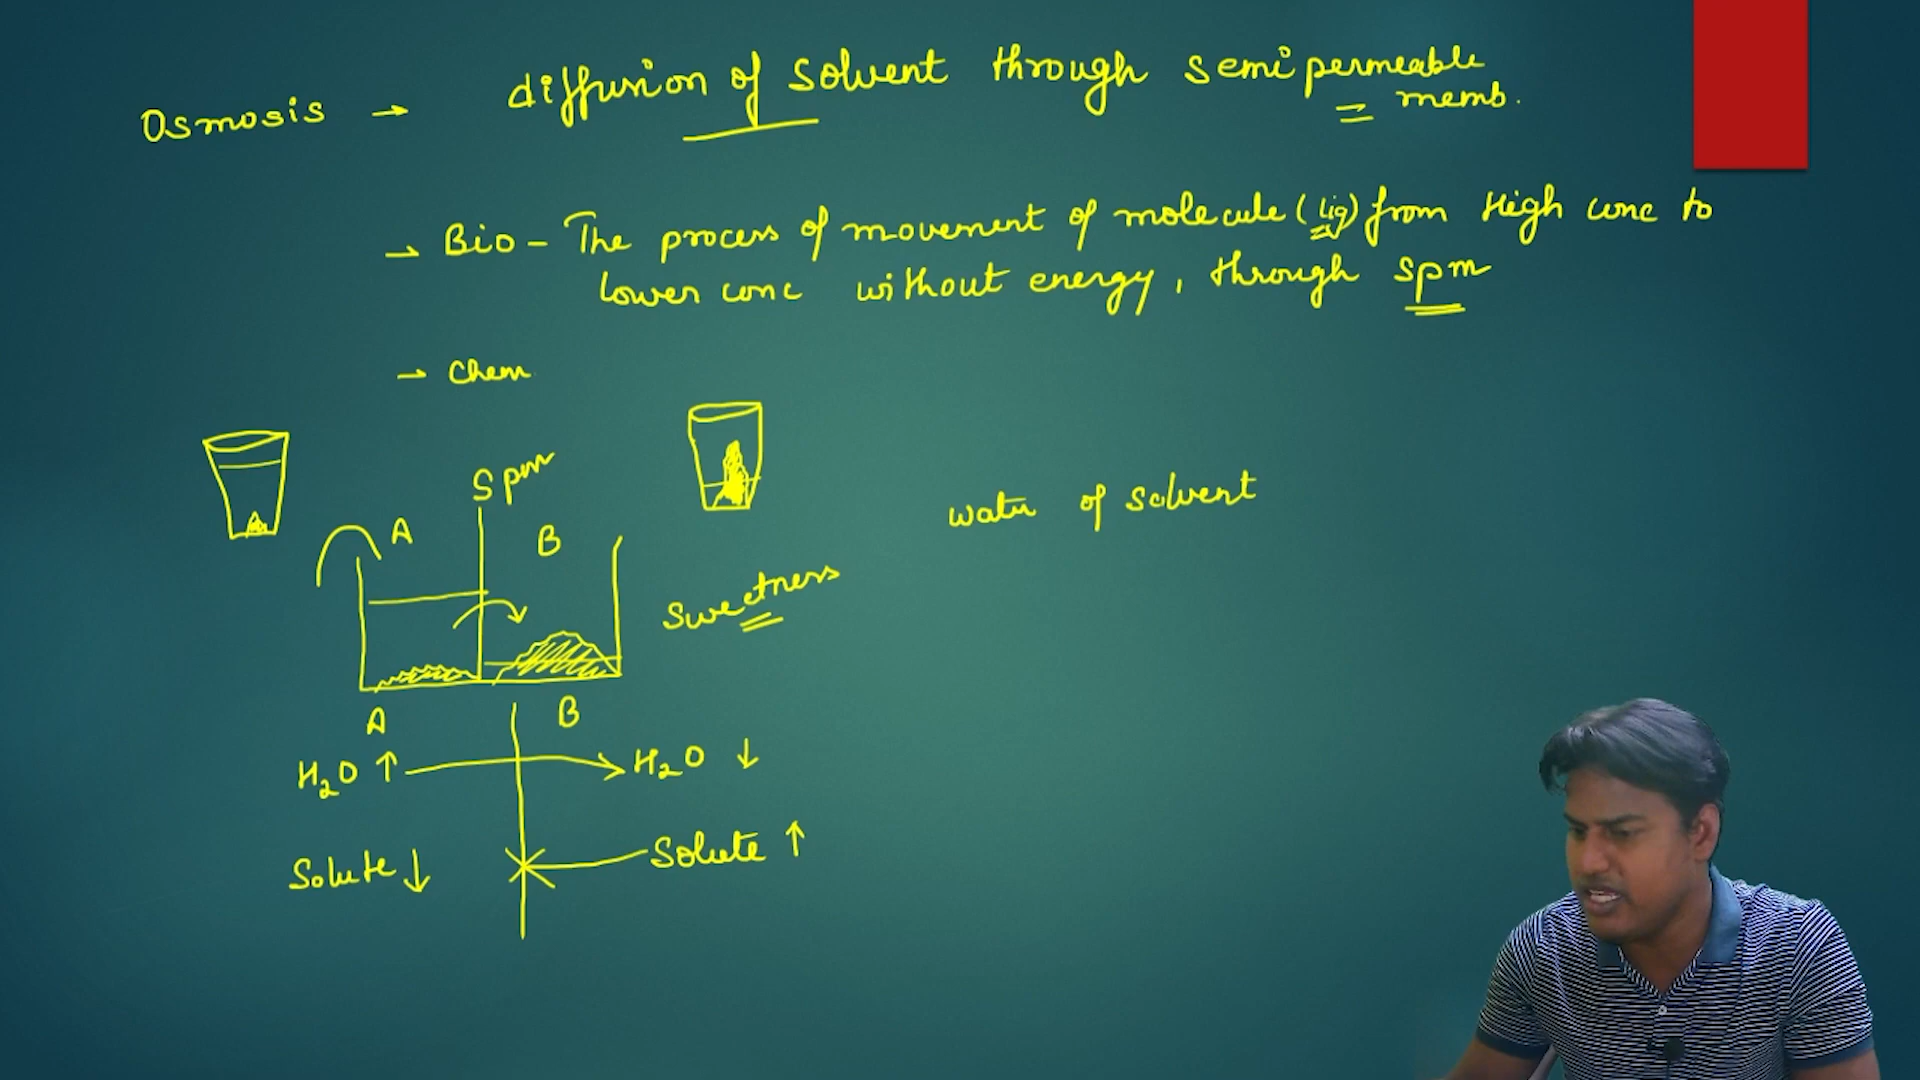 Osmosis → diffusion of solvent through semipermeable
memb.
→ Bio - The process of movement of molecule (liq) from High conc to
lower conc without energy, through spm
→ Chem
Spm
A B
water of solvent
Sweetness
A B
H₂O ↑ → H₂O ↓
Solute ↓ Solute ↑